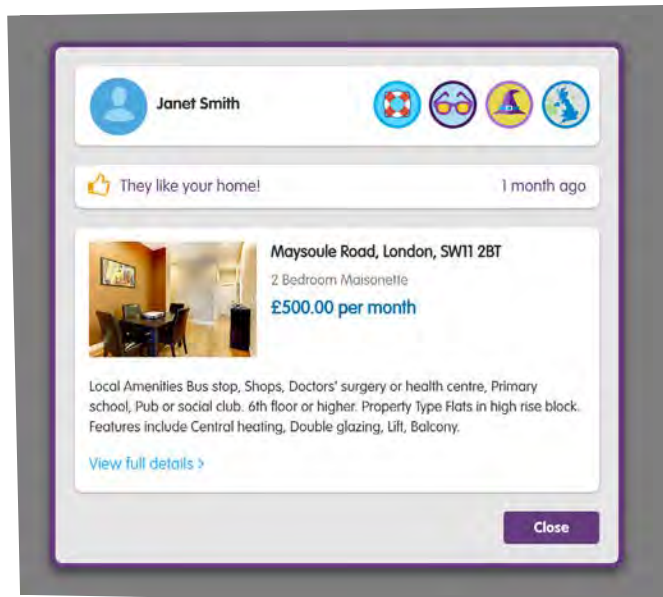 Janet Smith
They like your home!
1 month ago
Maysoule Road, London, SW11 2BT
2 Bedroom Maisonette
£500.00 per month
Local Amenities Bus stop, Shops, Doctors' surgery or health centre, Primary
school, Pub or social club. 6th floor or higher. Property Type Flats in high rise block.
Features include Central heating, Double glazing, Lift, Balcony.
View full details >
Close